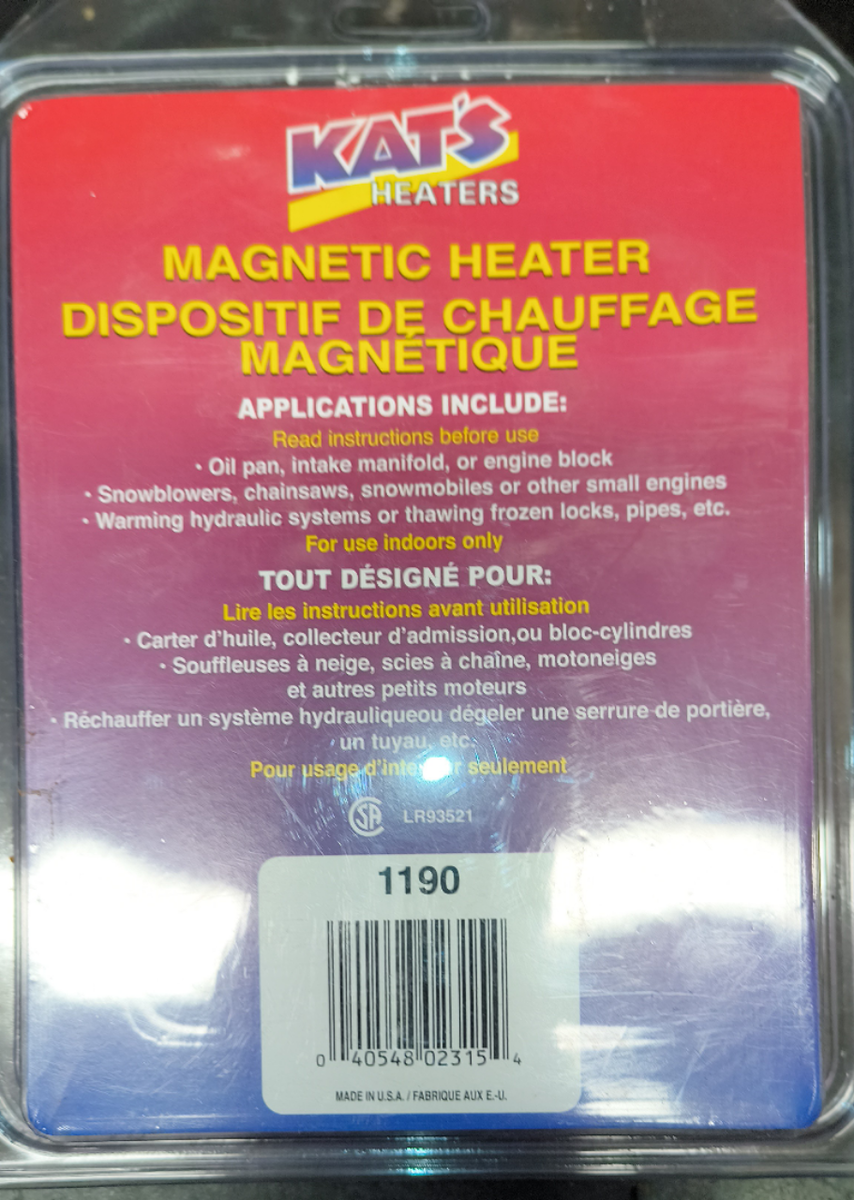 KAT'S
HEATERS
MAGNETIC HEATER
DISPOSITIF DE CHAUFFAGE
MAGNÉTIQUE
APPLICATIONS INCLUDE:
Read instructions before use
• Oil pan, intake manifold, or engine block
• Snowblowers, chainsaws, snowmobiles or other small engines
• Warming hydraulic systems or thawing frozen locks, pipes, etc.
For use indoors only
TOUT DÉSIGNÉ POUR:
Lire les instructions avant utilisation
• Carter d'huile, collecteur d'admission,ou bloc-cylindres
• Souffleuses à neige, scies à chaîne, motoneiges
et autres petits moteurs
• Réchauffer un système hydrauliqueou dégeler une serrure de portière,
un tuyau, etc.
Pour usage seulement
CSA LR93521
1190
0 40548 02315 4
MADE IN U.S.A. / FABRIQUE AUX E.-U.